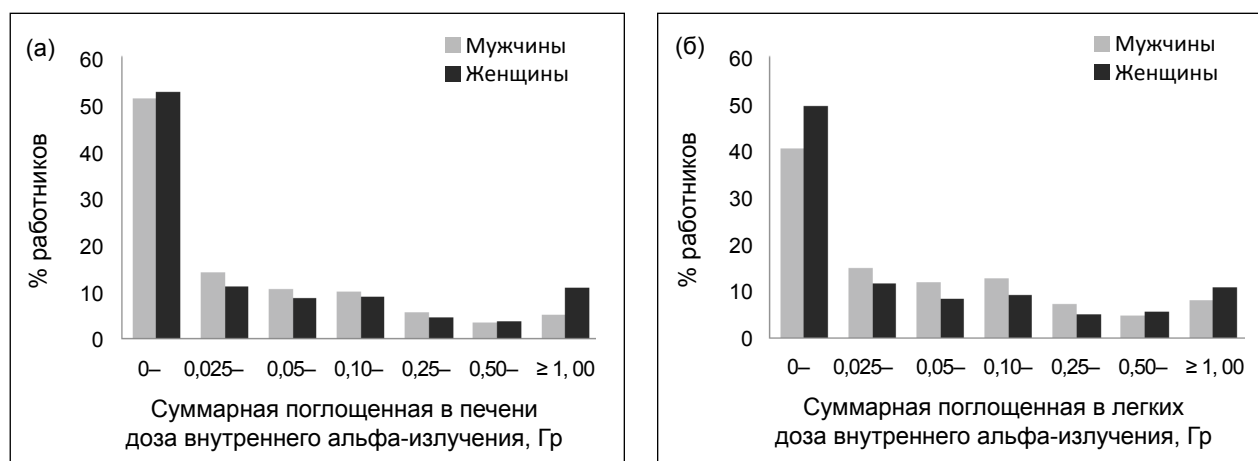 (а)
Мужчины
Женщины
% работников
60
50
40
30
20
10
0
0– 0,025– 0,05– 0,10– 0,25– 0,50– ≥ 1, 00
Суммарная поглощенная в печени
доза внутреннего альфа-излучения, Гр
(б)
Мужчины
Женщины
% работников
60
50
40
30
20
10
0
0– 0,025– 0,05– 0,10– 0,25– 0,50– ≥ 1, 00
Суммарная поглощенная в легких
доза внутреннего альфа-излучения, Гр